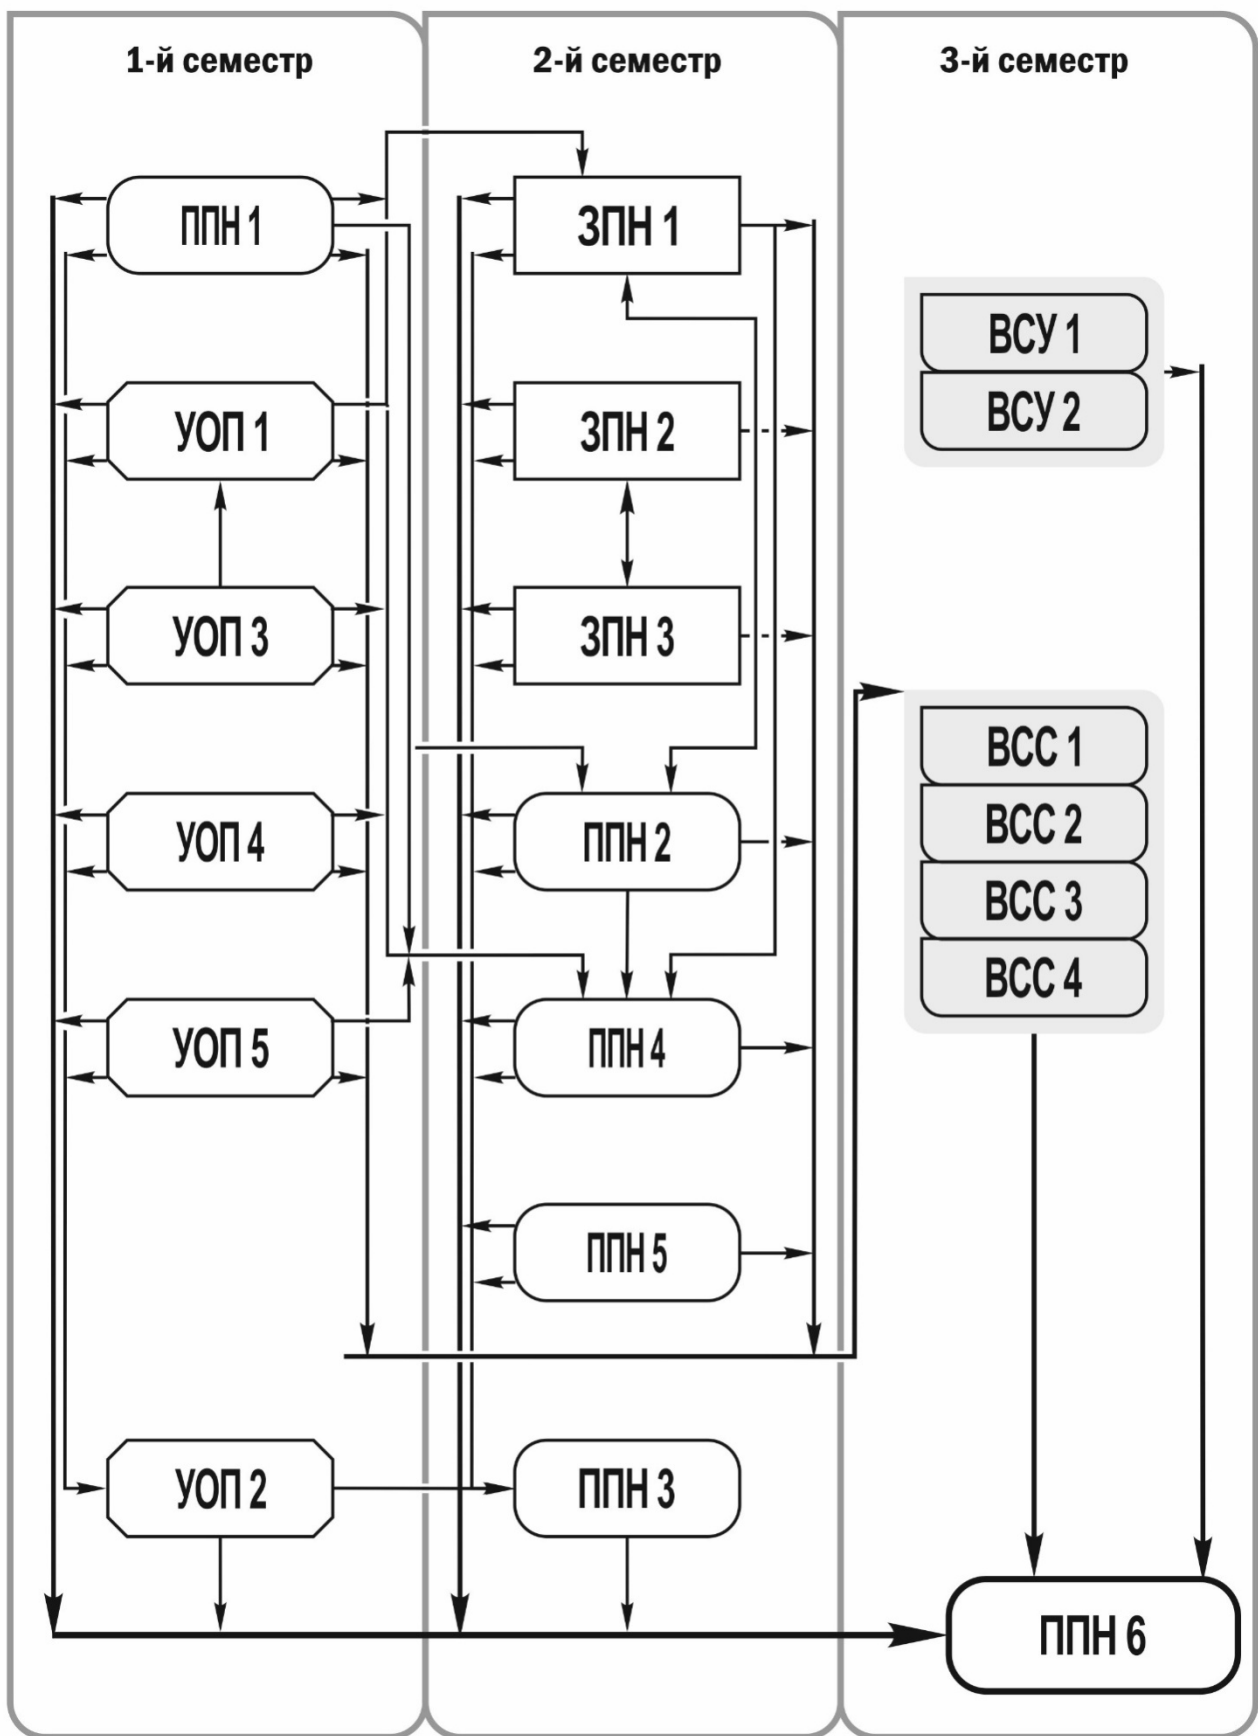 1-й семестр
2-й семестр
3-й семестр
ППН 1
УОП 1
УОП 3
УОП 4
УОП 5
УОП 2
ЗПН 1
ЗПН 2
ЗПН 3
ППН 2
ППН 4
ППН 5
ППН 3
ВСУ 1
ВСУ 2
ВСС 1
ВСС 2
ВСС 3
ВСС 4
ППН 6